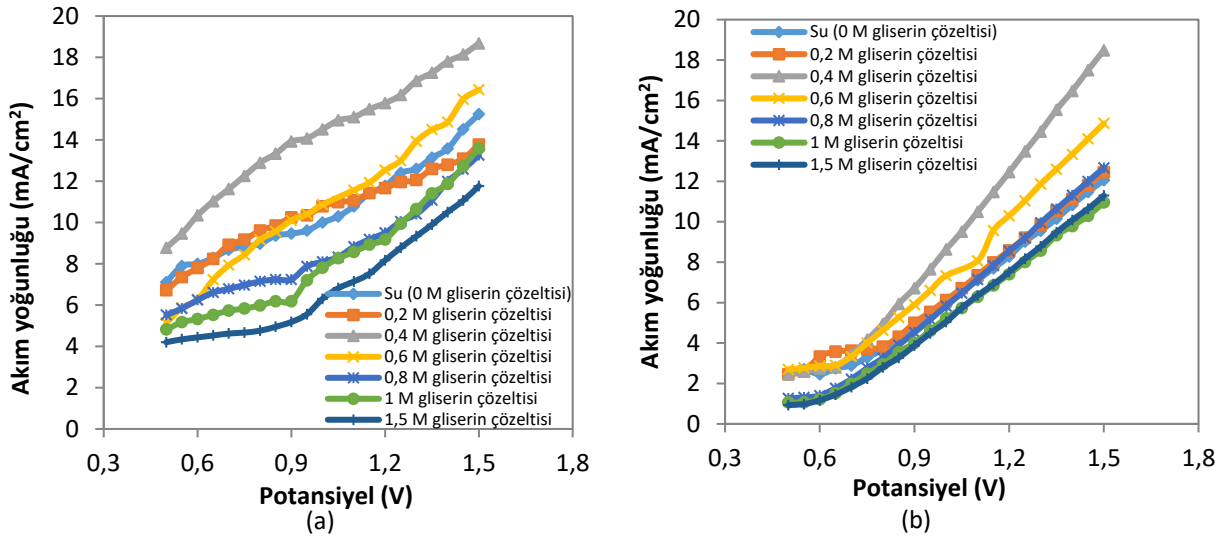 Akım yoğunluğu (mA/cm²)
20
18
16
14
12
10
8
6
4
2
0
Su (0 M gliserin çözeltisi)
0,2 M gliserin çözeltisi
0,4 M gliserin çözeltisi
0,6 M gliserin çözeltisi
0,8 M gliserin çözeltisi
1 M gliserin çözeltisi
1,5 M gliserin çözeltisi
0,3 0,6 0,9 1,2 1,5 1,8
Potansiyel (V)
(a)
Akım yoğunluğu (mA/cm²)
20
18
16
14
12
10
8
6
4
2
0
Su (0 M gliserin çözeltisi)
0,2 M gliserin çözeltisi
0,4 M gliserin çözeltisi
0,6 M gliserin çözeltisi
0,8 M gliserin çözeltisi
1 M gliserin çözeltisi
1,5 M gliserin çözeltisi
0,3 0,6 0,9 1,2 1,5 1,8
Potansiyel (V)
(b)